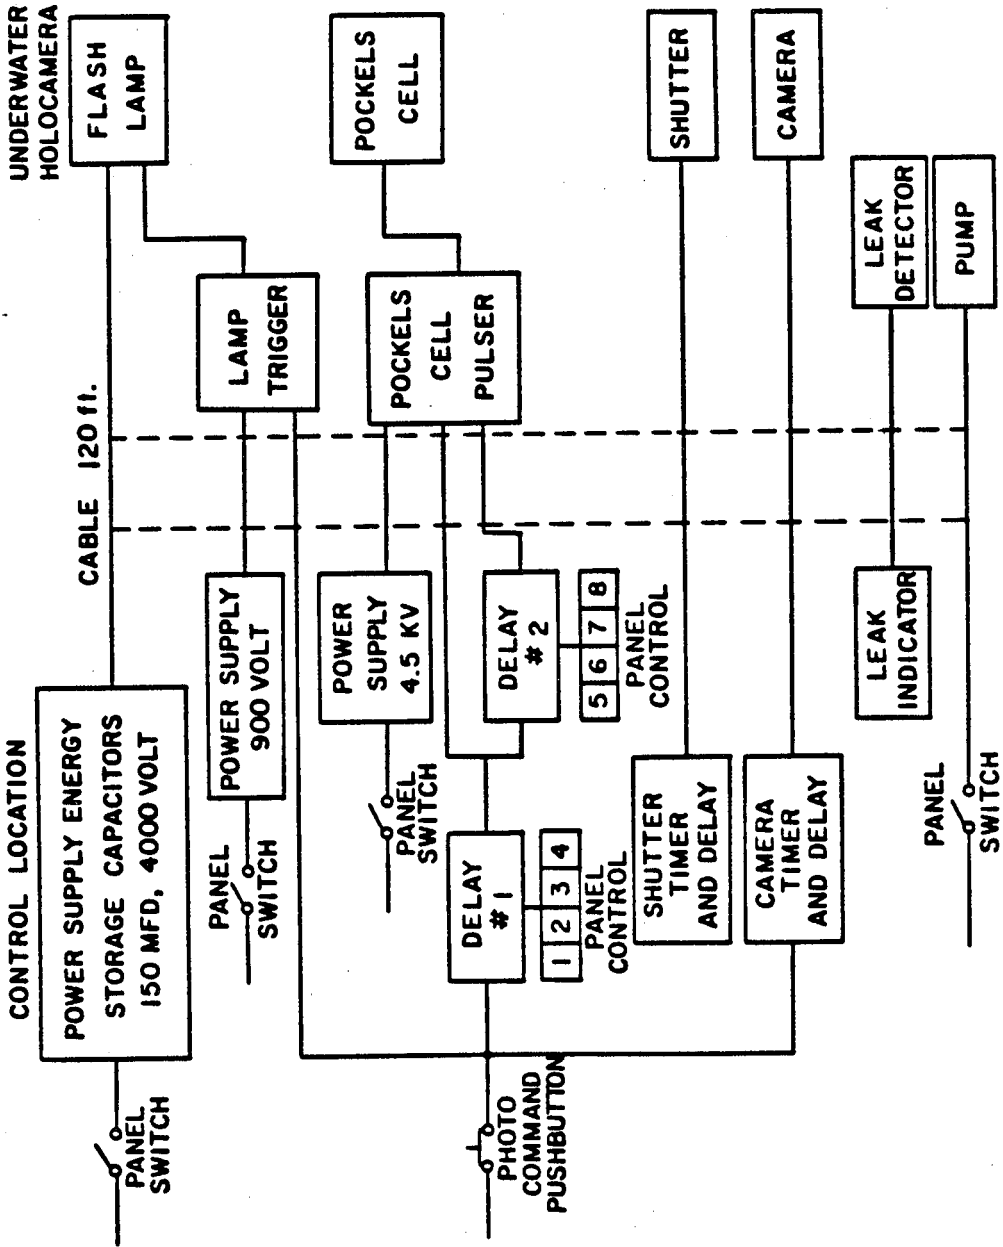 CONTROL LOCATION
CABLE 120 ft.
UNDERWATER
HOLOCAMERA
PANEL
SWITCH
POWER SUPPLY ENERGY
STORAGE CAPACITORS
150 MFD, 4000 VOLT
FLASH
LAMP
PANEL
SWITCH
POWER SUPPLY
900 VOLT
LAMP
TRIGGER
PANEL
SWITCH
POWER
SUPPLY
4.5 KV
POCKELS
CELL
PULSER
POCKELS
CELL
PHOTO
COMMAND
PUSHBUTTON
DELAY
#1
1 2 3 4
PANEL
CONTROL
DELAY
#2
5 6 7 8
PANEL
CONTROL
SHUTTER
TIMER
AND DELAY
SHUTTER
CAMERA
TIMER
AND DELAY
CAMERA
LEAK
INDICATOR
LEAK
DETECTOR
PANEL
SWITCH
PUMP